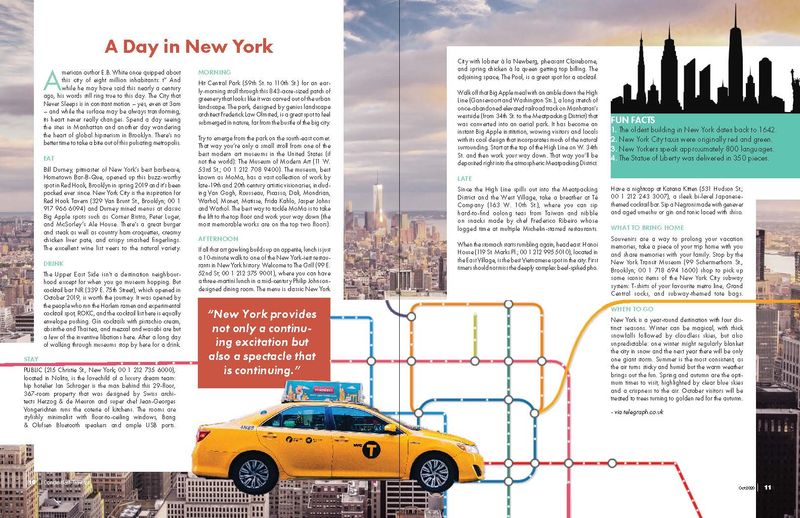 A Day in New York
American author E.B. White once quipped about
this city of eight million inhabitants 1" And
while he may have said this nearly a century
ago, his words still ring true to this day. The City that
Never Sleeps is in constant motion – yes, even at 3am
– and while the surface may be always transforming,
its heart never really changes. Spend a day seeing
the sites in Manhattan and another day wandering
the heart of global hipsterism in Brooklyn. There's no
better time to take a bite out of this pulsating metropolis.
EAT
Bill Durney, pitmaster of New York's best barbecue,
Hometown Bar-B-Que, opened up this buzz-worthy
spot in Red Hook, Brooklyn in spring 2019 and it's been
packed ever since. New York City is the inspiration for
Red Hook Tavern (329 Van Brunt St, Brooklyn; 00 1
917 966 6094) and Durney mined menus at classic
Big Apple spots such as Corner Bistro, Peter Luger,
and McSorley's Ale House. There's a great burger
and steak as well as country ham croquettes, creamy
chicken liver pate, and crispy smashed fingerlings.
The excellent wine list veers to the natural variety.
DRINK
The Upper East Side isn't a destination neighbour-
hood except for when you go museum hopping. But
cocktail bar NR (339 E. 75th Street), which opened in
October 2019, is worth the journey. It was opened by
the people who run the Harlem ramen and experimental
cocktail spot, ROKC, and the cocktail list here is equally
envelope pushing. Gin cocktails with pistachio cream,
absinthe and Thai tea, and mezcal and wasabi are but
a few of the inventive libation here. After a long day
of walking through museums stop by here for a drink.
STAY
PUBLIC (215 Christie St., New York; 00 1 212 735 6000),
located in Nolita, is the lovechild of a luxury dream team:
hip hotelier Ian Schrager is the man behind this 29-floor,
367-room property that was designed by Swiss archi-
tects Herzog & de Meuron and super chef Jean-Georges
Vongerichten runs the coterie of kitchens. The rooms are
stylishly minimalist with floor-to-ceiling windows, Bang
& Olufsen Bluetooth speakers and ample USB ports.
MORNING
Hit Central Park (59th St. to 110th St.) for an ear-
ly-morning stroll through this 843-acre-sized patch of
greenery that looks like it was carved out of the urban
landscape. The park, designed by genius landscape
architect Frederick Law Olmsted, is a great spot to feel
submerged in nature, far from the bustle of the big city.
Try to emerge from the park on the south-east corner.
That way you're only a small stroll from one of the
best modern art museums in the United States (if
not the world): The Museum of Modern Art (11 W.
53rd St.; 00 1 212 708 9400). The museum, best
known as MoMa, has a vast collection of work by
late-19th and 20th century artistic visionaries, includ-
ing Van Gogh, Rousseau, Picasso, Dali, Mondrian,
Warhol, Monet, Matisse, Frida Kahlo, Jasper Johns
and Warhol. The best way to tackle MoMa is to take
the lift to the top floor and work your way down (the
most memorable works are on the top two floors).
AFTERNOON
If all that art gawking builds up an appetite, lunch is just
a 10-minute walk to one of the New York-iest restau-
rants in New York history. Welcome to The Grill (99 E.
52nd St; 00 1 212 375 9001), where you can have
a three-martini lunch in a mid-century Philip Johnson-
designed dining room. The menu is classic New York
"New York provides
not only a continu-
ing excitation but
also a spectacle that
is continuing."
City with lobster à la Newberg, pheasant Claiborne,
and spring chicken à la queen getting top billing. The
adjoining space, The Pool, is a great spot for a cocktail.
Walk off that Big Apple meal with an amble down the High
Line (Gansevoort and Washington Str.), a long stretch of
once-abandoned elevated railroad track on Manhattan's
westside (from 34th St. to the Meatpacking District) that
was converted into an aerial park. It has become an
instant Big Apple institution, wowing visitors and locals
with its cool design that incorporates much of the natural
surrounding. Start at the top of the High Line on W. 34th
St. and then work your way down. That way you'll be
deposited right into the atmospheric Meatpacking District.
LATE
Since the High Line spills out into the Meatpacking
District and the West Village, take a breather at Té
Company (163 W. 10th St.), where you can sip
hard-to-find oolong teas from Taiwan and nibble
on snacks made by chef Frederico Ribeiro whose
logged time at multiple Michelin-starred restaurants.
When the stomach starts rumbling again, head east: Hanoi
House (119 St Marks Pl.; 00 1 212 995 5010), located in
the East Village, is the best Vietnamese spot in the city. First
timers should not miss the deeply complex beef-spiked pho.
FUN FACTS
1. The oldest building in New York dates back to 1642.
2. New York City taxis were originally red and green.
3. New Yorkers speak approximately 800 languages.
4. The Statue of Liberty was delivered in 350 pieces.
Have a nightcap at Katana Kitten (531 Hudson St.;
00 1 212 243 3007), a sleek bi-level Japanese-
themed cocktail bar. Sip a Negroni made with genever
and aged umeshu or gin and tonic laced with shiso.
WHAT TO BRING HOME
Souvenirs are a way to prolong your vacation
memories, take a piece of your trip home with you
and share memories with your family. Stop by the
New York Transit Museum (99 Schermerhorn St.,
Brooklyn; 00 1 718 694 1600) shop to pick up
some iconic items of the New York City subway
system: T-shirts of your favourite metro line, Grand
Central socks, and subway-themed tote bags.
WHEN TO GO
New York is a year-round destination with four dis-
tinct seasons. Winter can be magical, with thick
snowfalls followed by cloudless skies, but also
unpredictable: one winter might regularly blanket
the city in snow and the next year there will be only
one giant storm. Summer is the most consistent, as
the air turns sticky and humid but the warm weather
brings out the fun. Spring and autumn are the opti-
mum times to visit, highlighted by clear blue skies
and a crispness to the air. October visitors will be
treated to trees turning to golden red for the autumn.
- via telegraph.co.uk
NYC T
10
Oct 2020 | 11